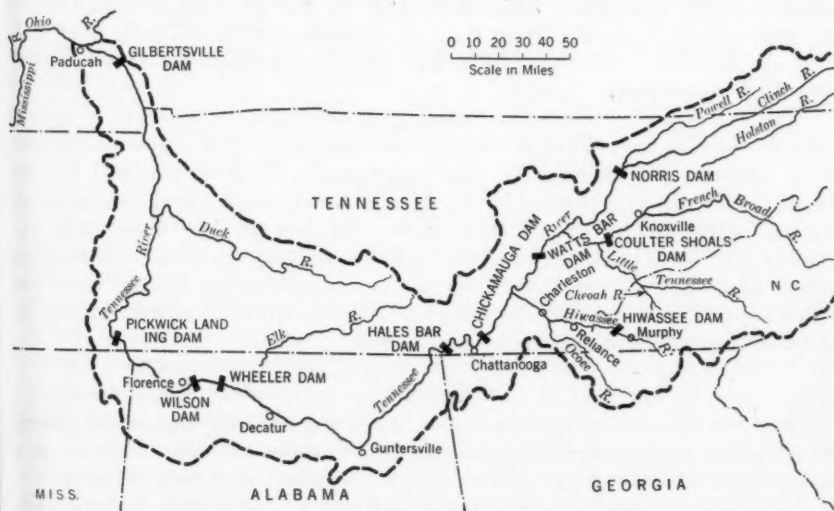 Ohio
R.
R.
Paducah
GILBERTSVILLE
DAM
Mississippi
0 10 20 30 40 50
Scale in Miles
Powell R.
Clinch R.
Holston R.
NORRIS DAM
TENNESSEE
River
Duck
R.
Tennessee
River
Knoxville
French Broad
R.
WATTS BAR
DAM
COULTER SHOALS
DAM
Little
Tennessee
R.
Cheoah R.
N C
CHICKAMAUGA DAM
Charleston
Hiwassee
R.
HIWASSEE DAM
Murphy
Reliance
Ocoee
R.
Elk
R.
HALES BAR
DAM
Chattanooga
PICKWICK LAND
ING DAM
Florence
WILSON
DAM
WHEELER DAM
Decatur
Tennessee
Guntersville
MISS.
ALABAMA
GEORGIA